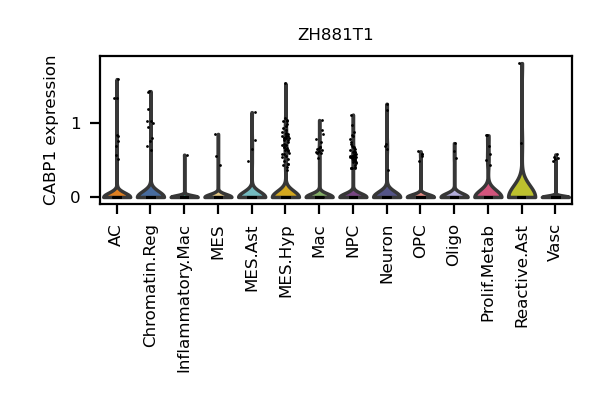 ZH881T1
CABP1 expression
1
0
AC
Chromatin.Reg
Inflammatory.Mac
MES
MES.Ast
MES.Hyp
Mac
NPC
Neuron
OPC
Oligo
Prolif.Metab
Reactive.Ast
Vasc